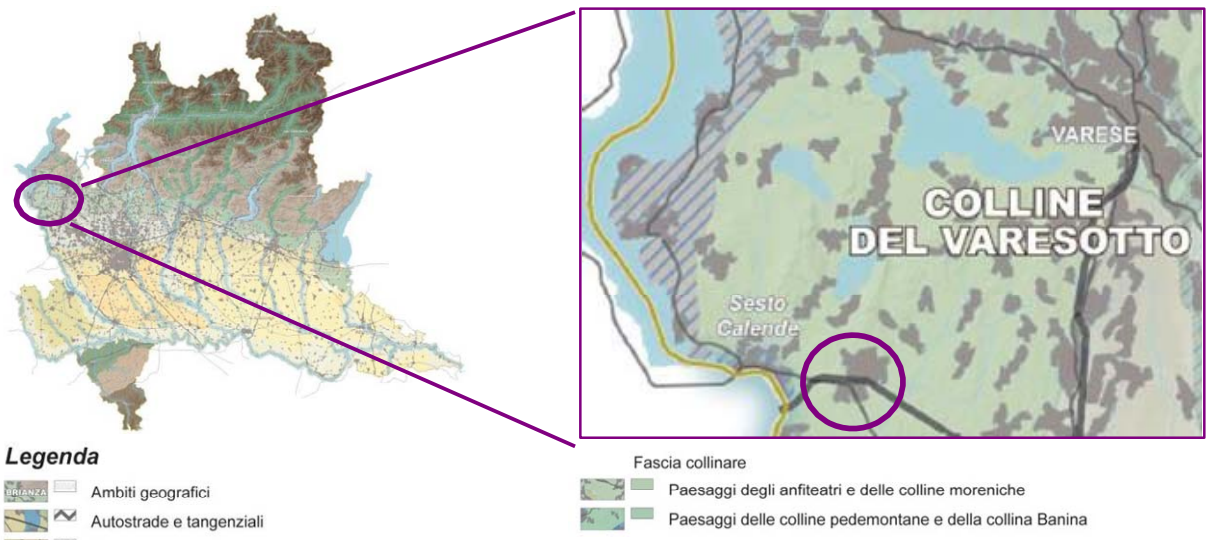 VARESE
COLLINE
DEL VARESOTTO
Sesto
Calende
Legenda
BRIANZA
Ambiti geografici
Autostrade e tangenziali
Fascia collinare
Paesaggi degli anfiteatri e delle colline moreniche
Paesaggi delle colline pedemontane e della collina Banina